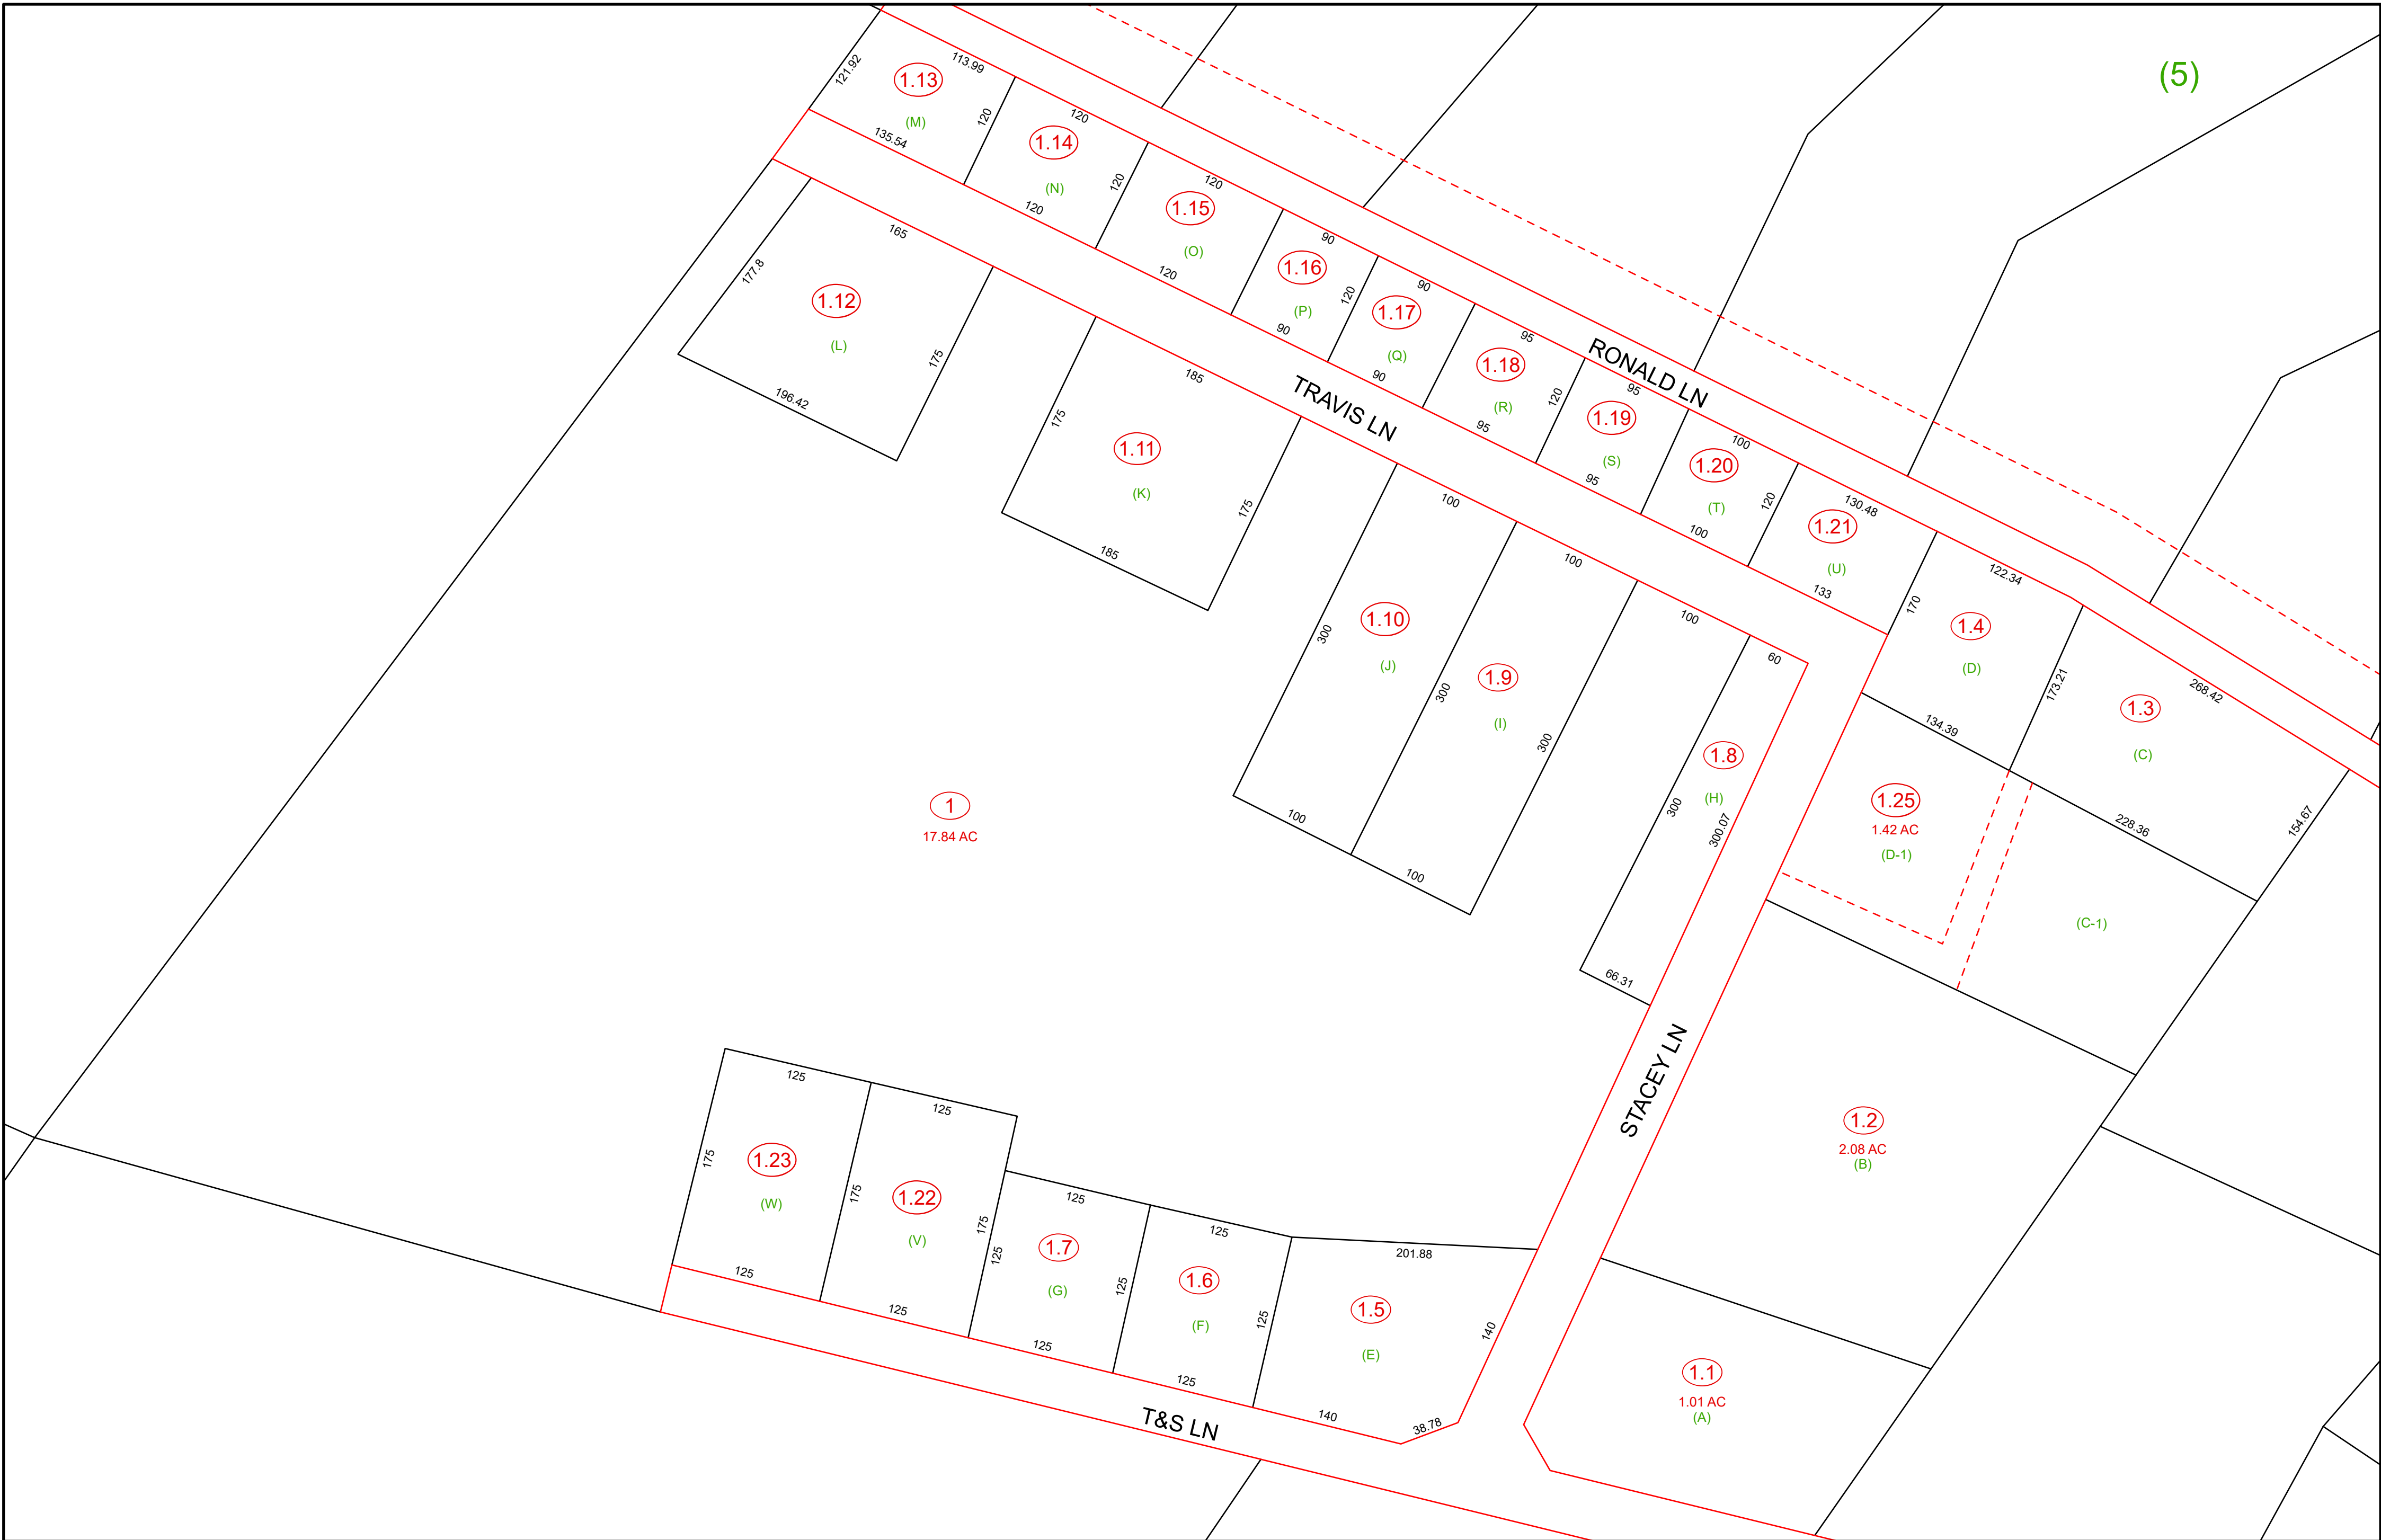 (5)
121.92
113.99
1.13
(M)
135.54
120
120
1.14
(N)
120
120
120
1.15
(O)
120
90
1.16
(P)
90
120
90
1.17
(Q)
90
95
1.18
(R)
95
120
RONALD LN
95
1.19
(S)
95
100
1.20
(T)
100
120
130.48
1.21
(U)
133
122.34
170
1.4
(D)
134.39
173.21
268.42
1.3
(C)
228.36
154.67
165
177.8
1.12
(L)
175
196.42
TRAVIS LN
185
175
1.11
(K)
175
185
100
1.10
(J)
300
300
100
100
1.9
(I)
300
100
100
60
1.8
(H)
300
300.07
66.31
1.25
1.42 AC
(D-1)
(C-1)
1
17.84 AC
STACEY LN
1.2
2.08 AC
(B)
125
175
1.23
(W)
125
125
175
1.22
(V)
175
125
125
125
1.7
(G)
125
125
125
1.6
(F)
125
125
201.88
1.5
(E)
140
140
38.78
1.1
1.01 AC
(A)
T&S LN